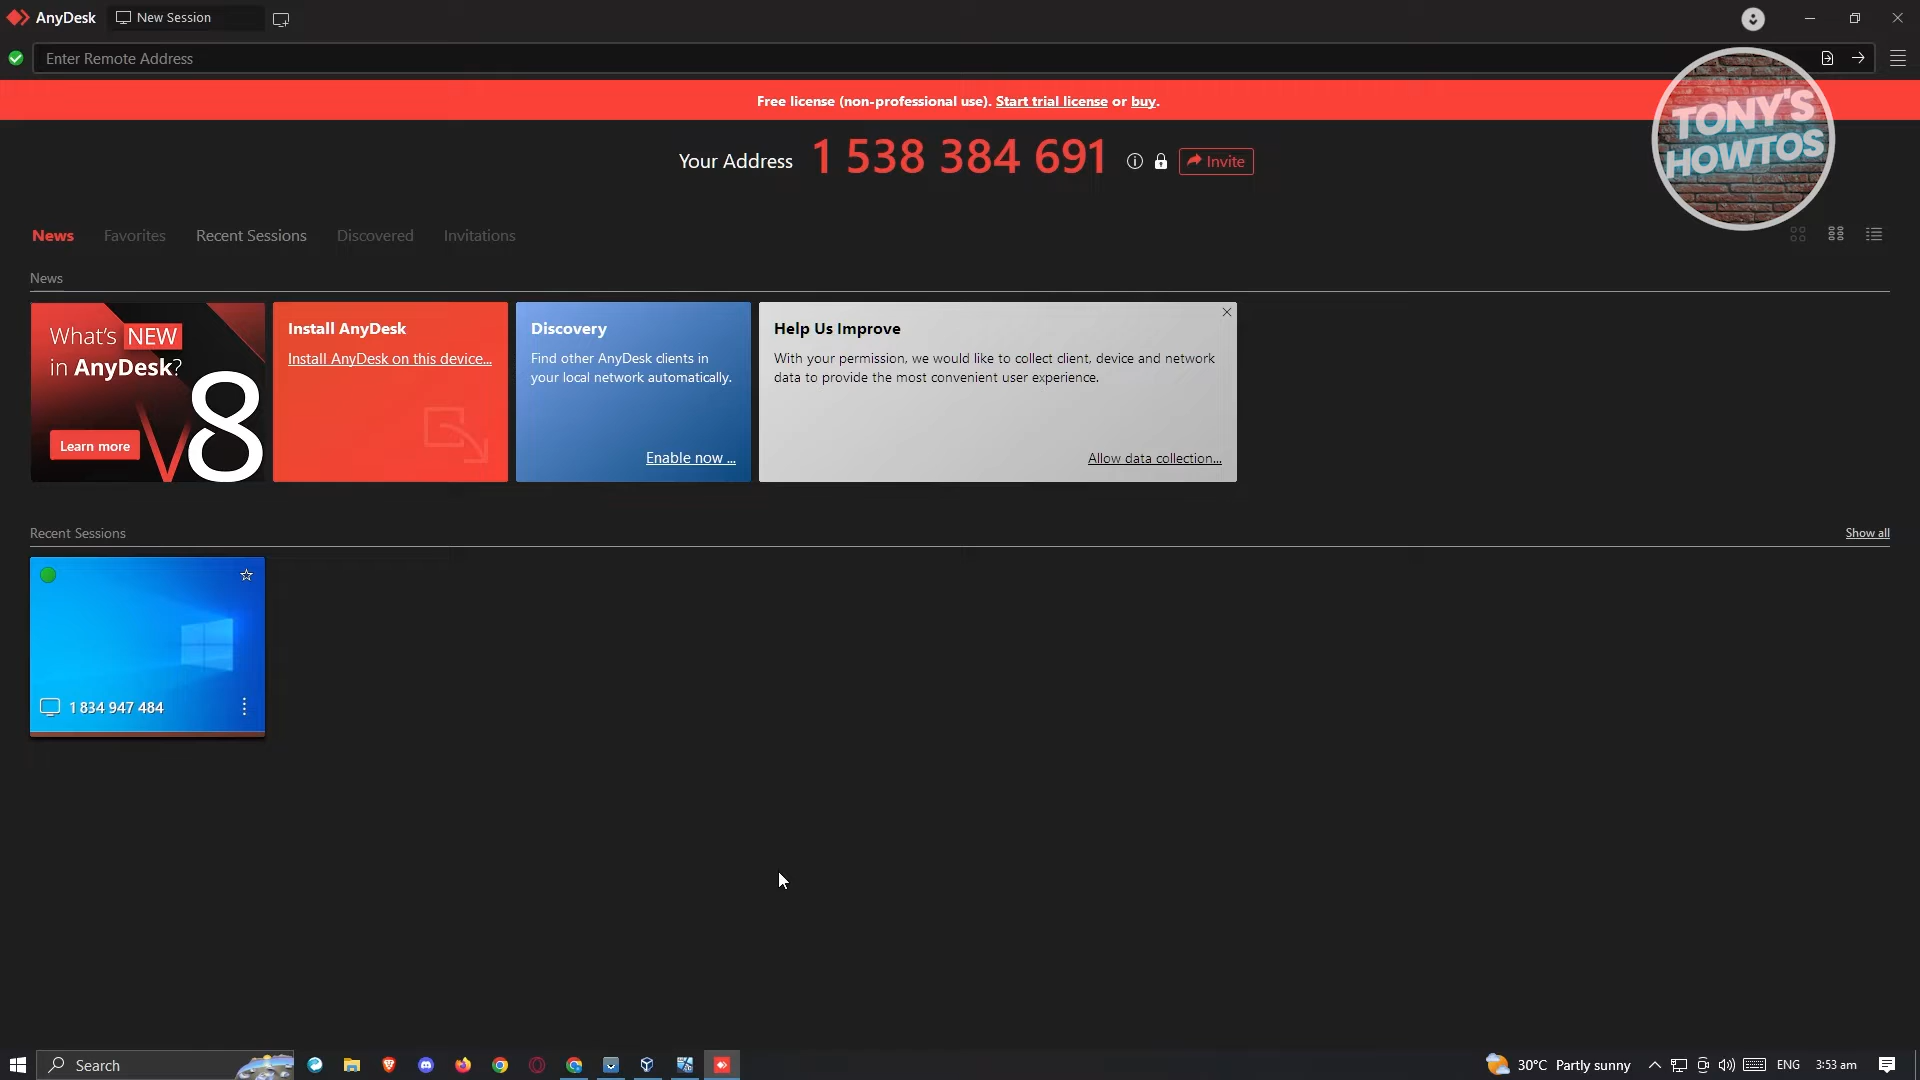 AnyDesk
New Session
Enter Remote Address
Free license (non-professional use). Start trial license or buy.
TONY'S
HOWTOS
Your Address 1 538 384 691 Invite
News Favorites Recent Sessions Discovered Invitations
News
What's NEW
in AnyDesk?
V8
Learn more
Install AnyDesk
Install AnyDesk on this device...
Discovery
Find other AnyDesk clients in
your local network automatically.
Enable now ...
Help Us Improve
With your permission, we would like to collect client, device and network
data to provide the most convenient user experience.
Allow data collection...
Recent Sessions
Show all
1 834 947 484
Search
30°C Partly sunny
ENG
3:53 am